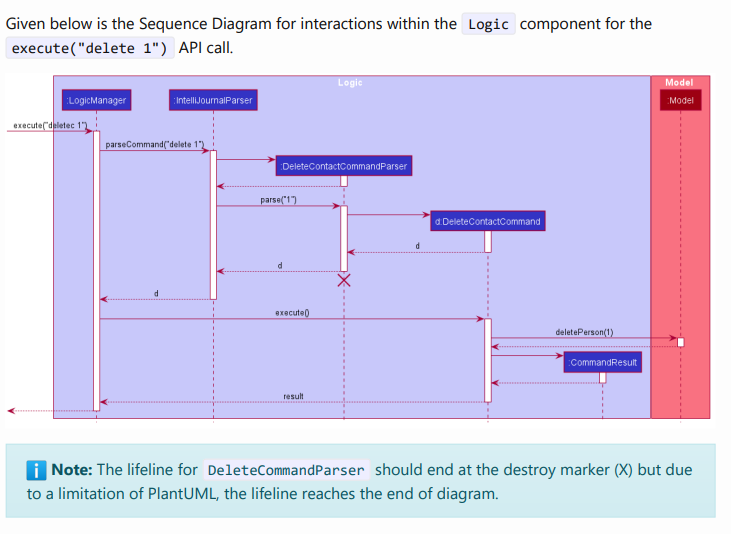 Given below is the Sequence Diagram for interactions within the Logic component for the
execute("delete 1") API call.
Logic
Model
:LogicManager
:IntelliJournalParser
:Model
execute("deletec 1")
parseCommand("delete 1")
:DeleteContactCommandParser
parse("1")
d:DeleteContactCommand
d
d
d
execute()
deletePerson(1)
:CommandResult
result
i Note: The lifeline for DeleteCommandParser should end at the destroy marker (X) but due
to a limitation of PlantUML, the lifeline reaches the end of diagram.